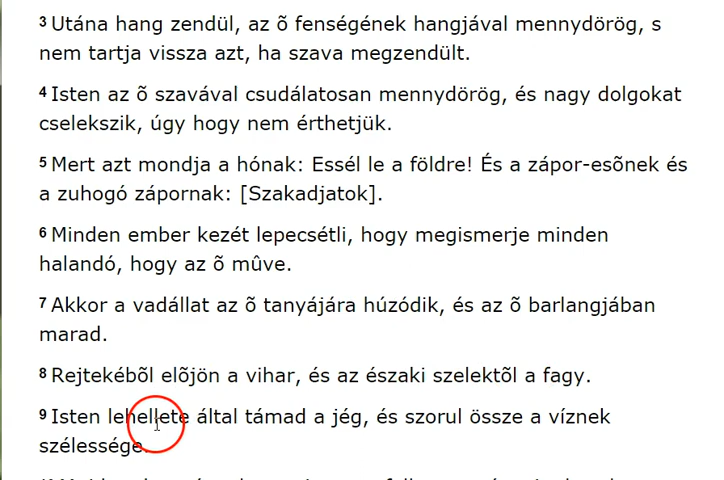 3 Utána hang zendül, az õ fenségének hangjával mennydörög, s
nem tartja vissza azt, ha szava megzendült.
4 Isten az õ szavával csudálatosan mennydörög, és nagy dolgokat
cselekszik, úgy hogy nem érthetjük.
5 Mert azt mondja a hónak: Essél le a földre! És a zápor-esõnek és
a zuhogó zápornak: [Szakadjatok].
6 Minden ember kezét lepecsétli, hogy megismerje minden
halandó, hogy az õ mûve.
7 Akkor a vadállat az õ tanyájára húzódik, és az õ barlangjában
marad.
8 Rejtekébõl elõjön a vihar, és az északi szelektõl a fagy.
9 Isten lehellete által támad a jég, és szorul össze a víznek
szélessége.